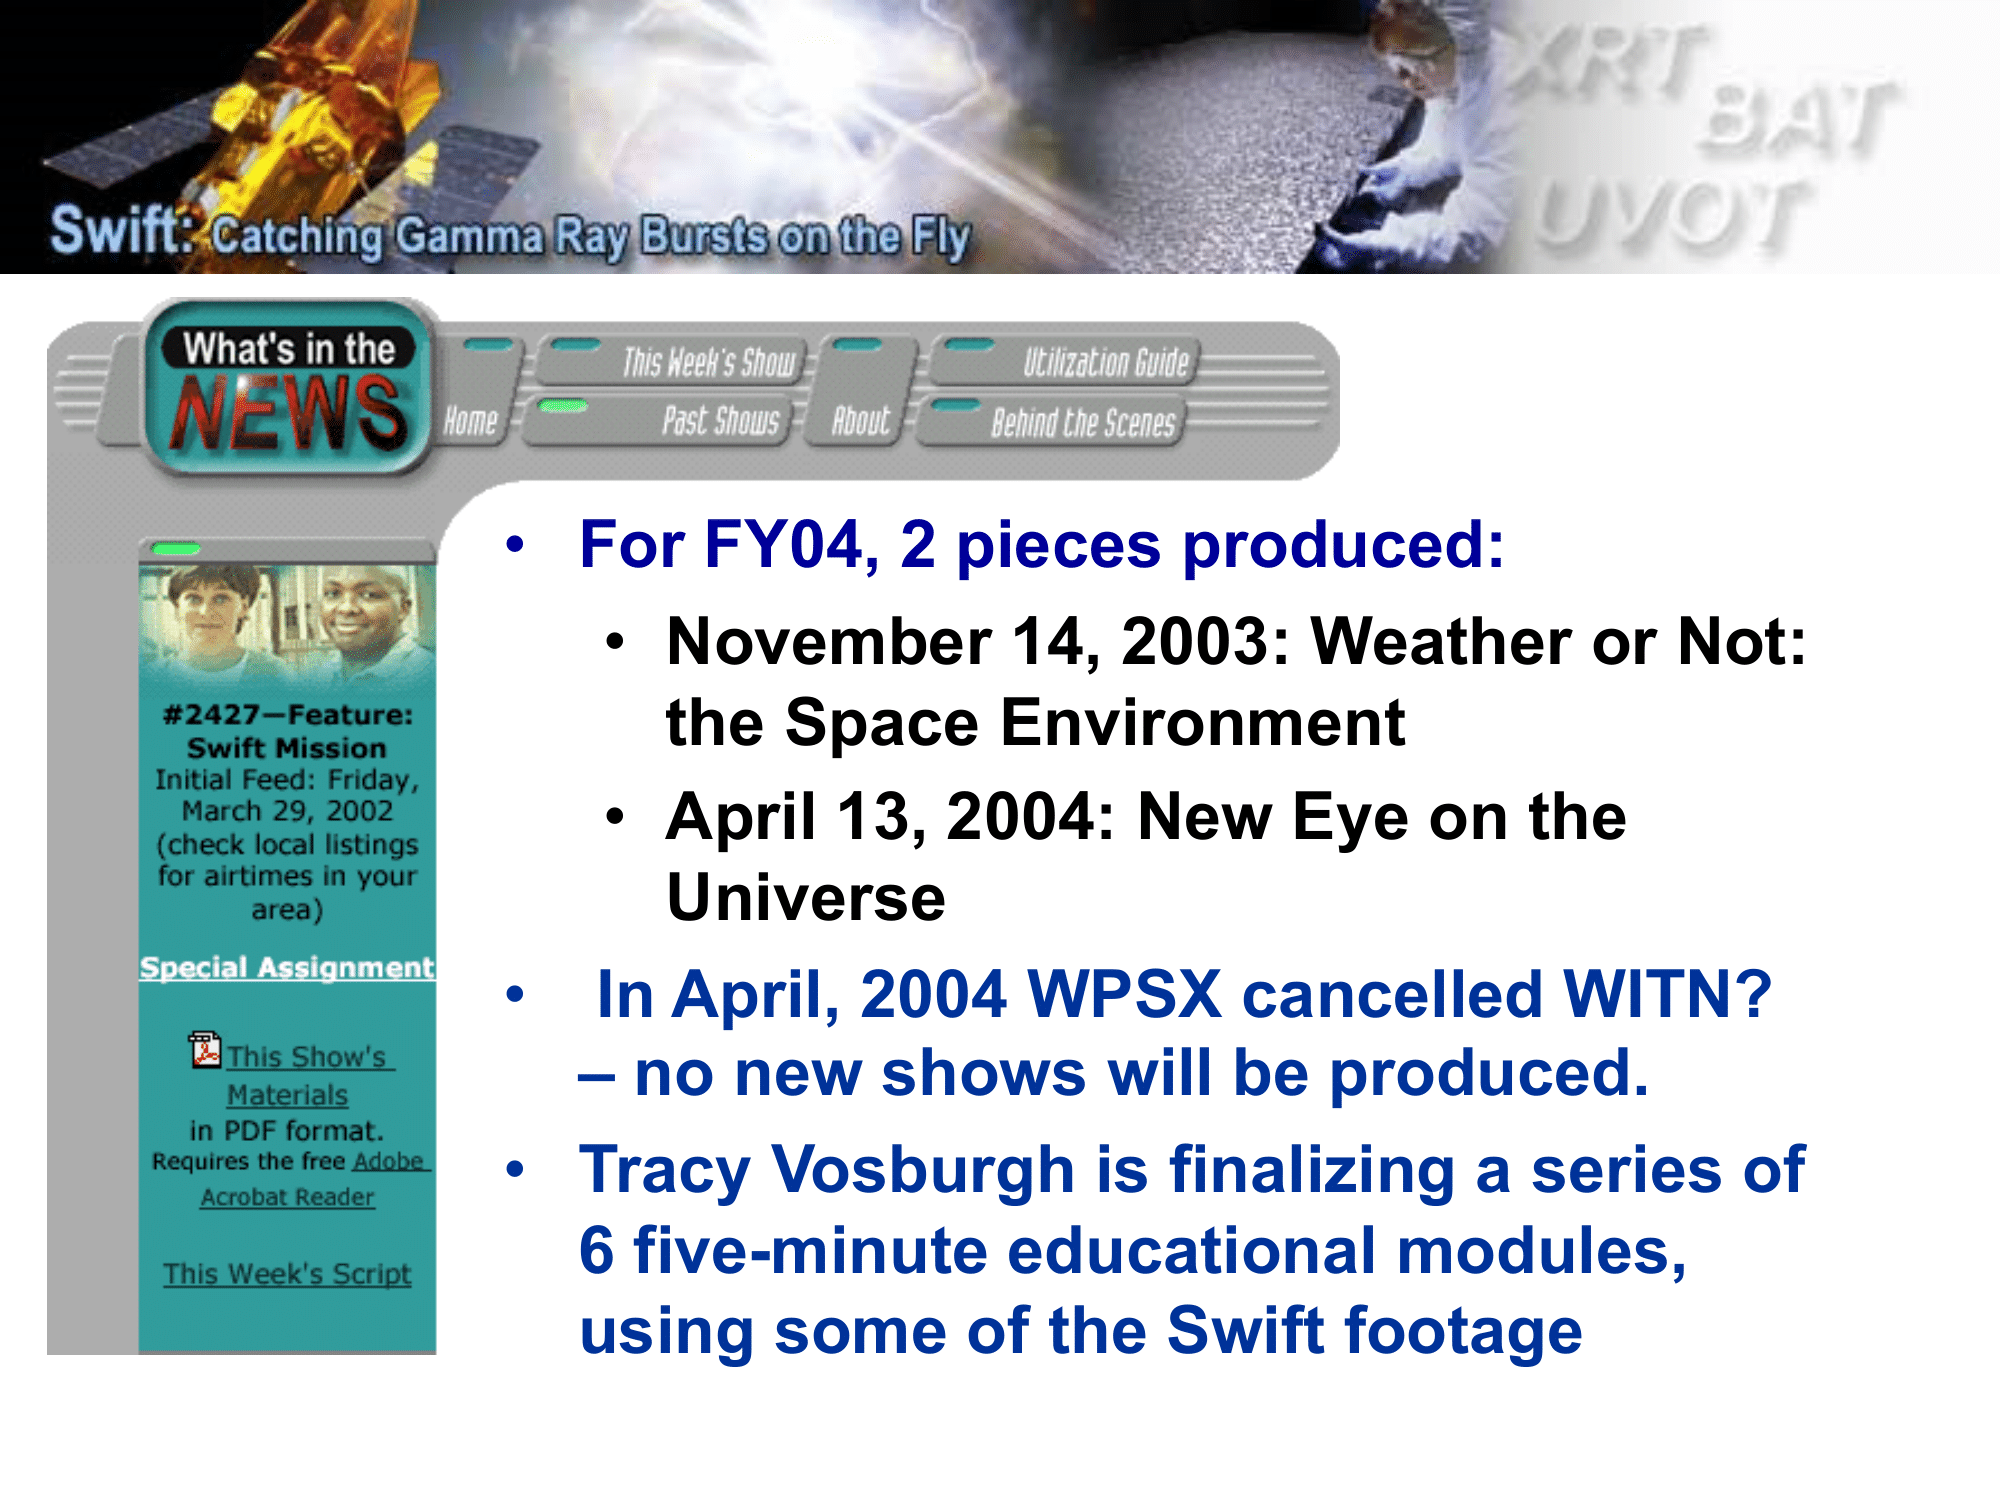 XRT
BAT
UVOT
Swift: Catching Gamma Ray Bursts on the Fly
What's in the
NEWS
Home
This Week's Show
Past Shows
About
Utilization Guide
Behind the Scenes
#2427—Feature:
Swift Mission
Initial Feed: Friday,
March 29, 2002
(check local listings
for airtimes in your
area)
Special Assignment
This Show's
Materials
in PDF format.
Requires the free Adobe
Acrobat Reader
This Week's Script
• For FY04, 2 pieces produced:
• November 14, 2003: Weather or Not:
the Space Environment
• April 13, 2004: New Eye on the
Universe
• In April, 2004 WPSX cancelled WITN?
– no new shows will be produced.
• Tracy Vosburgh is finalizing a series of
6 five-minute educational modules,
using some of the Swift footage